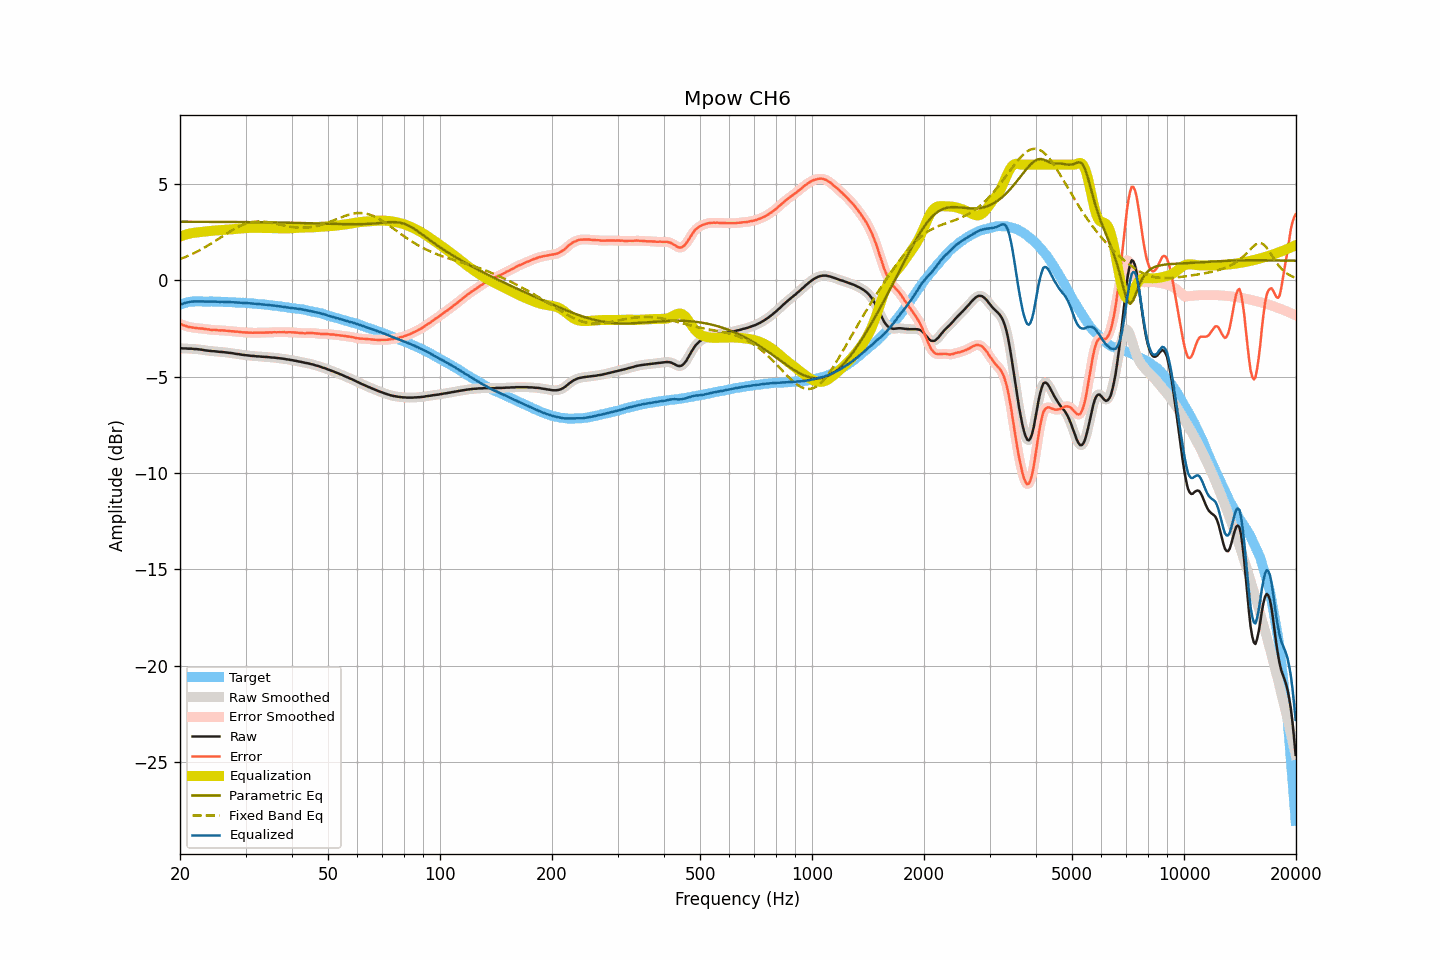 Mpow CH6
Amplitude (dBr)
5
0
−5
−10
−15
−20
−25
Target
Raw Smoothed
Error Smoothed
Raw
Error
Equalization
Parametric Eq
Fixed Band Eq
Equalized
20 50 100 200 500 1000 2000 5000 10000 20000
Frequency (Hz)